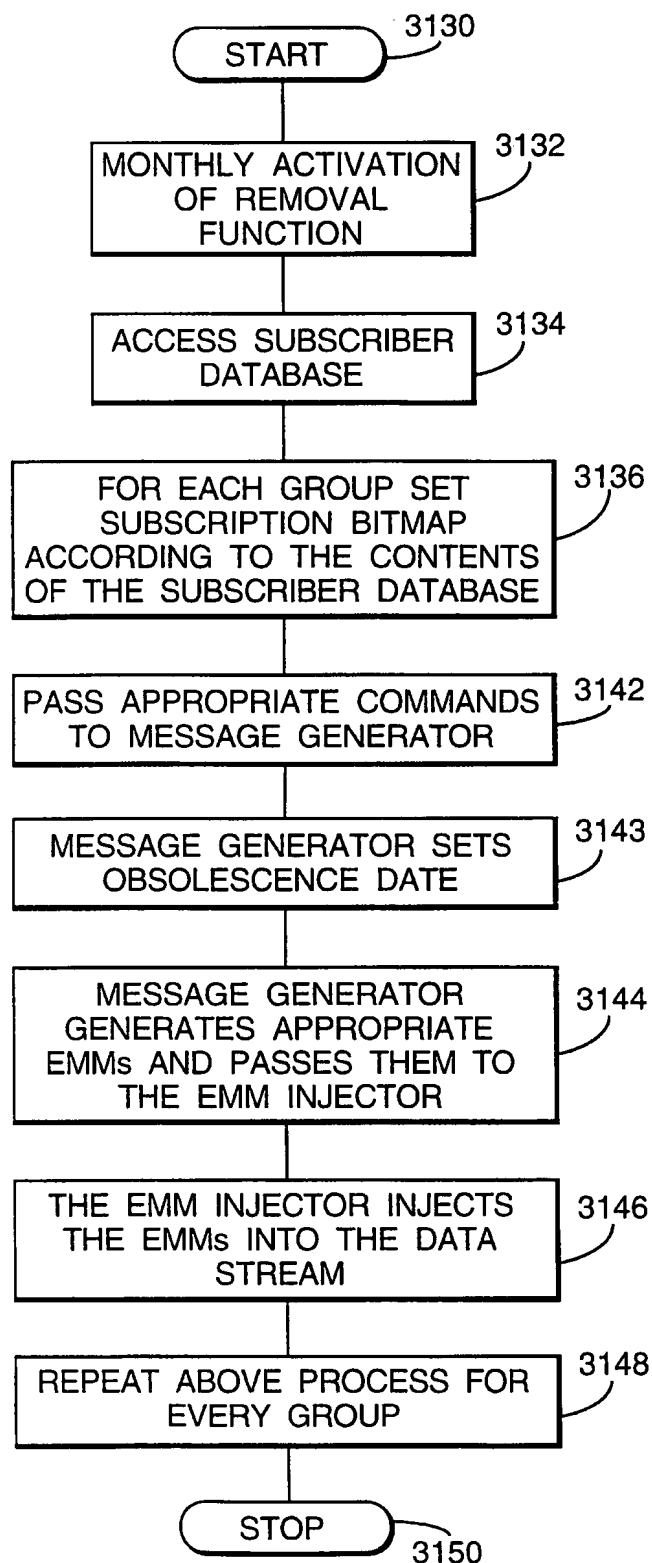 3130
START
3132
MONTHLY ACTIVATION
OF REMOVAL
FUNCTION
3134
ACCESS SUBSCRIBER
DATABASE
3136
FOR EACH GROUP SET
SUBSCRIPTION BITMAP
ACCORDING TO THE CONTENTS
OF THE SUBSCRIBER DATABASE
3142
PASS APPROPRIATE COMMANDS
TO MESSAGE GENERATOR
3143
MESSAGE GENERATOR SETS
OBSOLESCENCE DATE
3144
MESSAGE GENERATOR
GENERATES APPROPRIATE
EMMs AND PASSES THEM TO
THE EMM INJECTOR
3146
THE EMM INJECTOR INJECTS
THE EMMs INTO THE DATA
STREAM
3148
REPEAT ABOVE PROCESS FOR
EVERY GROUP
STOP
3150